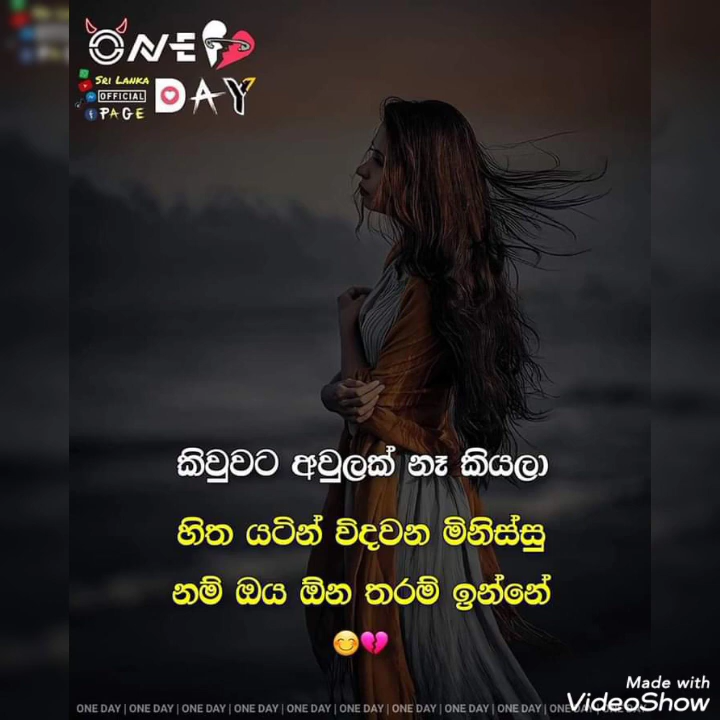 ONE
SRI LANKA
OFFICIAL
PAGE
DAY
කිව්වට අවුලක් නෑ කියලා
හිත යටින් විදවන මිනිස්සු
නම් ඔය ඕන තරම් ඉන්නේ
Made with
VideoShow
ONE DAY | ONE DAY | ONE DAY | ONE DAY | ONE DAY | ONE DAY | ONE DAY | ONE DAY | ONE DAY |